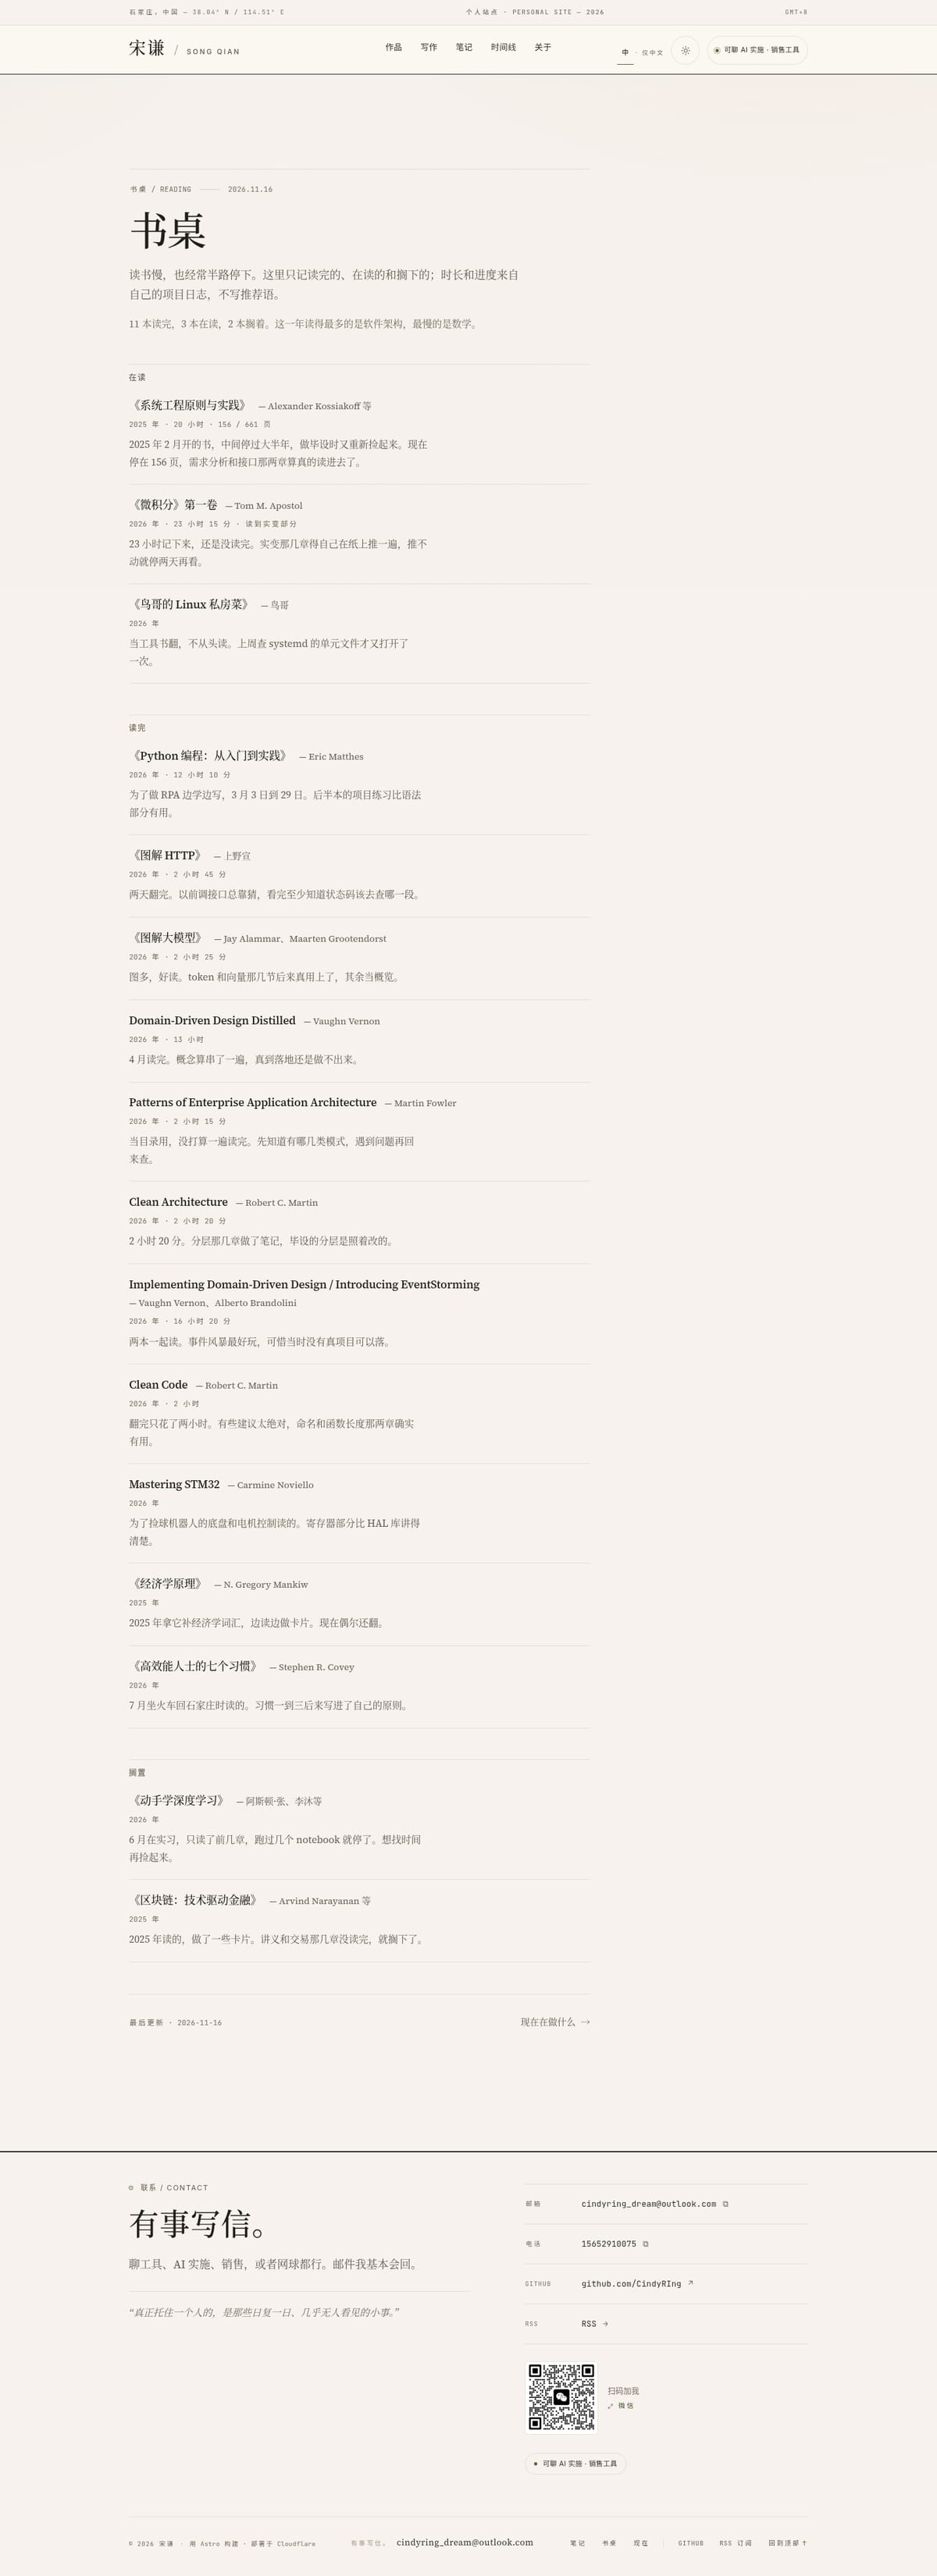 石家庄, 中国 — 38.04° N / 114.51° E
个人站点 · PERSONAL SITE — 2026
GMT+8
宋谦 / SONG QIAN
作品 写作 笔记 时间线 关于
中 · 仅中文
可聊 AI 实施 · 销售工具
书桌 / READING —— 2026.11.16
书桌
读书慢，也经常半路停下。这里只记读完的、在读的和搁下的；时长和进度来自
自己的项目日志，不写推荐语。
11 本读完，3 本在读，2 本搁着。这一年读得最多的是软件架构，最慢的是数学。
在读
《系统工程原则与实践》 — Alexander Kossiakoff 等
2025 年 · 20 小时 · 156 / 661 页
2025 年 2 月开的书，中间停过大半年，做毕设时又重新捡起来。现在
停在 156 页，需求分析和接口那两章算真的读进去了。
《微积分》第一卷 — Tom M. Apostol
2026 年 · 23 小时 15 分 · 读到实变部分
23 小时记下来，还是没读完。实变那几章得自己在纸上推一遍，推不
动就停两天再看。
《鸟哥的 Linux 私房菜》 — 鸟哥
2026 年
当工具书翻，不从头读。上周查 systemd 的单元文件才又打开了
一次。
读完
《Python 编程：从入门到实践》 — Eric Matthes
2026 年 · 12 小时 10 分
为了做 RPA 边学边写，3 月 3 日到 29 日。后半本的项目练习比语法
部分有用。
《图解 HTTP》 — 上野宣
2026 年 · 2 小时 45 分
两天翻完。以前调接口总靠猜，看完至少知道状态码该去查哪一段。
《图解大模型》 — Jay Alammar、Maarten Grootendorst
2026 年 · 2 小时 25 分
图多，好读。token 和向量那几节后来真用上了，其余当概览。
Domain-Driven Design Distilled — Vaughn Vernon
2026 年 · 13 小时
4 月读完。概念算串了一遍，真到落地还是做不出来。
Patterns of Enterprise Application Architecture — Martin Fowler
2026 年 · 2 小时 15 分
当目录用，没打算一遍读完。先知道有哪几类模式，遇到问题再回
来查。
Clean Architecture — Robert C. Martin
2026 年 · 2 小时 20 分
2 小时 20 分。分层那几章做了笔记，毕设的分层是照着改的。
Implementing Domain-Driven Design / Introducing EventStorming
— Vaughn Vernon、Alberto Brandolini
2026 年 · 16 小时 20 分
两本一起读。事件风暴最好玩，可惜当时没有真项目可以落。
Clean Code — Robert C. Martin
2026 年 · 2 小时
翻完只花了两小时。有些建议太绝对，命名和函数长度那两章确实
有用。
Mastering STM32 — Carmine Noviello
2026 年
为了捡球机器人的底盘和电机控制读的。寄存器部分比 HAL 库讲得
清楚。
《经济学原理》 — N. Gregory Mankiw
2025 年
2025 年拿它补经济学词汇，边读边做卡片。现在偶尔还翻。
《高效能人士的七个习惯》 — Stephen R. Covey
2026 年
7 月坐火车回石家庄时读的。习惯一到三后来写进了自己的原则。
搁置
《动手学深度学习》 — 阿斯顿·张、李沐等
2026 年
6 月在实习，只读了前几章，跑过几个 notebook 就停了。想找时间
再捡起来。
《区块链：技术驱动金融》 — Arvind Narayanan 等
2025 年
2025 年读的，做了一些卡片。讲义和交易那几章没读完，就搁下了。
最后更新 · 2026-11-16
现在在做什么 →
联系 / CONTACT
有事写信。
聊工具、AI 实施、销售，或者网球都行。邮件我基本会回。
“真正托住一个人的，是那些日复一日、几乎无人看见的小事。”
邮箱 cindyring_dream@outlook.com
电话 15652910075
GITHUB github.com/CindyRIng ↗
RSS RSS →
扫码加我
⤢ 微信
可聊 AI 实施 · 销售工具
© 2026 宋谦 · 用 Astro 构建 · 部署于 Cloudflare
有事写信。 cindyring_dream@outlook.com
笔记 书桌 现在 GITHUB RSS 订阅 回到顶部 ↑